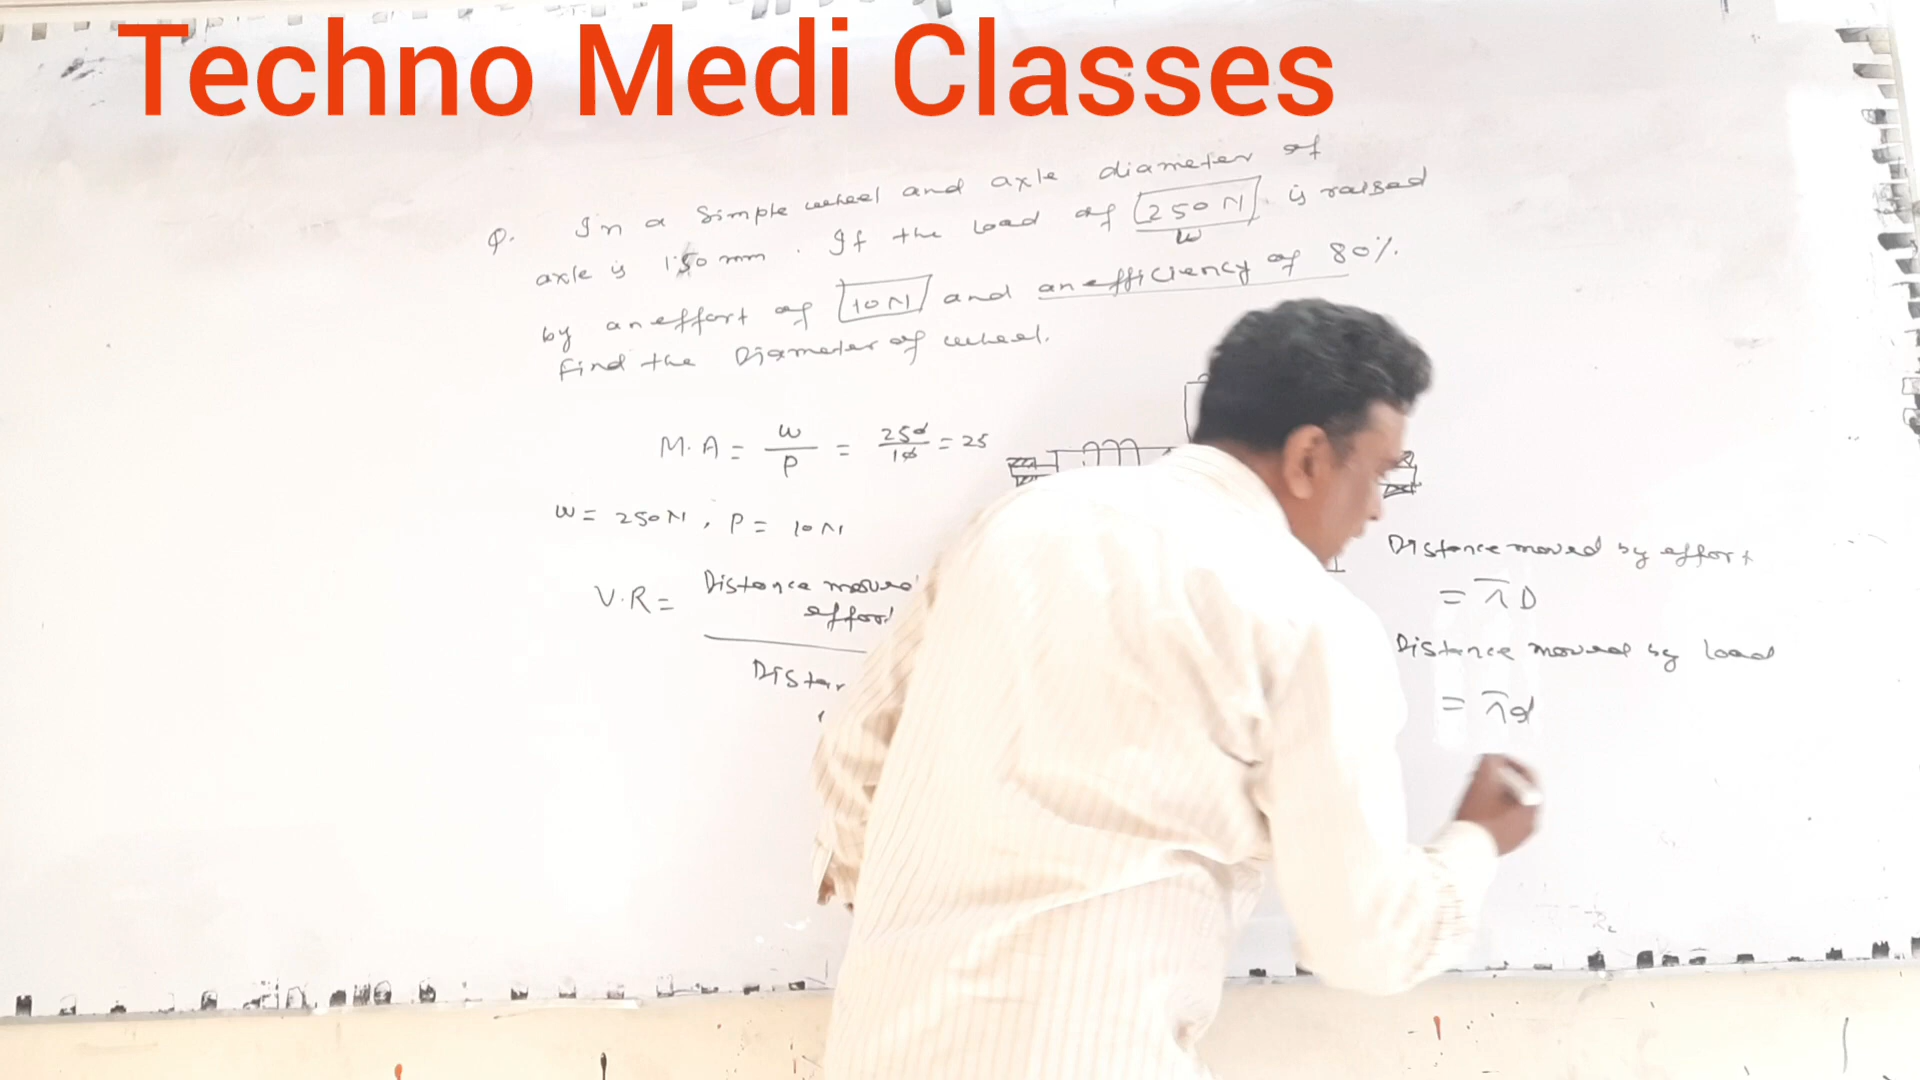 Techno Medi Classes
Q. In a Simple wheel and axle diameter of
axle is 150 mm. If the load of 250 N is raised
W
by an effort of 10 N and an efficiency of 80%.
Find the Diameter of wheel.
M.A = W/P = 250/10 = 25
W = 250 N, P = 10 N
V.R = Distance moved
effort
Distan
Distance moved by effort
= πD
Distance moved by load
= πd